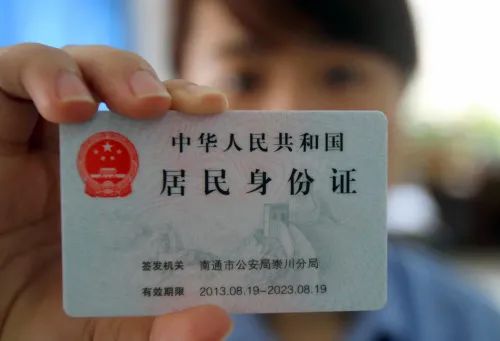 中华人民共和国
居民身份证
签发机关 南通市公安局崇川分局
有效期限 2013.08.19-2023.08.19